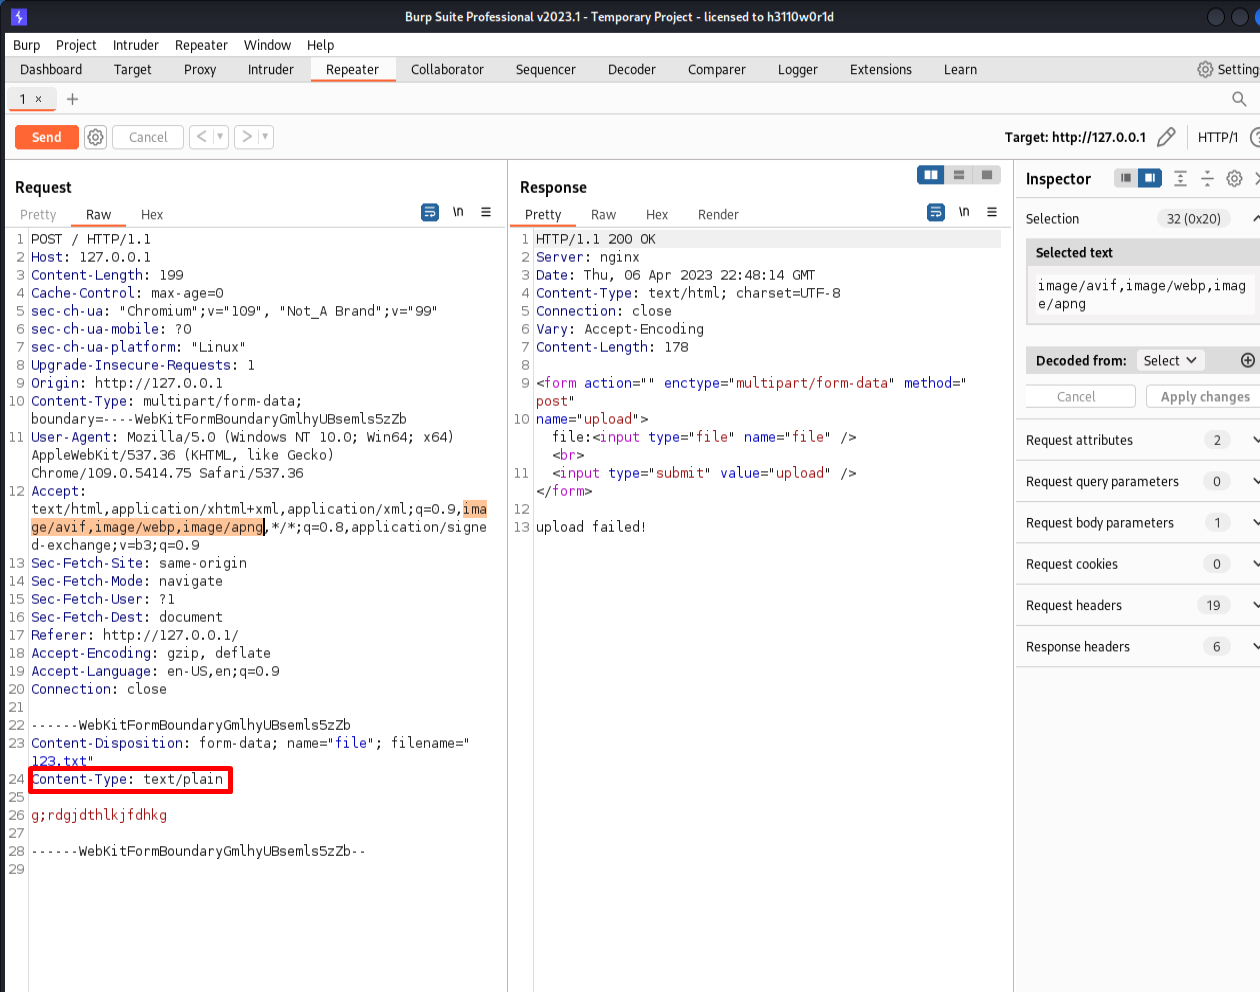 Burp Suite Professional v2023.1 - Temporary Project - licensed to h3110w0r1d
Burp Project Intruder Repeater Window Help
Dashboard Target Proxy Intruder Repeater Collaborator Sequencer Decoder Comparer Logger Extensions Learn Setting
1 × +
Send Cancel < > Target: http://127.0.0.1 HTTP/1 ?
Request
Pretty Raw Hex \n
1 POST / HTTP/1.1
2 Host: 127.0.0.1
3 Content-Length: 199
4 Cache-Control: max-age=0
5 sec-ch-ua: "Chromium";v="109", "Not_A Brand";v="99"
6 sec-ch-ua-mobile: ?0
7 sec-ch-ua-platform: "Linux"
8 Upgrade-Insecure-Requests: 1
9 Origin: http://127.0.0.1
10 Content-Type: multipart/form-data;
boundary=----WebKitFormBoundaryGmlhyUBsemls5zZb
11 User-Agent: Mozilla/5.0 (Windows NT 10.0; Win64; x64)
AppleWebKit/537.36 (KHTML, like Gecko)
Chrome/109.0.5414.75 Safari/537.36
12 Accept:
text/html,application/xhtml+xml,application/xml;q=0.9,ima
ge/avif,image/webp,image/apng,*/*;q=0.8,application/signe
d-exchange;v=b3;q=0.9
13 Sec-Fetch-Site: same-origin
14 Sec-Fetch-Mode: navigate
15 Sec-Fetch-User: ?1
16 Sec-Fetch-Dest: document
17 Referer: http://127.0.0.1/
18 Accept-Encoding: gzip, deflate
19 Accept-Language: en-US,en;q=0.9
20 Connection: close
21
22 ------WebKitFormBoundaryGmlhyUBsemls5zZb
23 Content-Disposition: form-data; name="file"; filename="
123.txt"
24 Content-Type: text/plain
25
26 g;rdgjdthlkjfdhkg
27
28 ------WebKitFormBoundaryGmlhyUBsemls5zZb--
29
Response
Pretty Raw Hex Render \n
1 HTTP/1.1 200 OK
2 Server: nginx
3 Date: Thu, 06 Apr 2023 22:48:14 GMT
4 Content-Type: text/html; charset=UTF-8
5 Connection: close
6 Vary: Accept-Encoding
7 Content-Length: 178
8
9 <form action="" enctype="multipart/form-data" method="
post"
10 name="upload">
file:<input type="file" name="file" />
<br>
11 <input type="submit" value="upload" />
</form>
12
13 upload failed!
Inspector
Selection 32 (0x20)
Selected text
image/avif,image/webp,imag
e/apng
Decoded from: Select
Cancel Apply changes
Request attributes 2
Request query parameters 0
Request body parameters 1
Request cookies 0
Request headers 19
Response headers 6